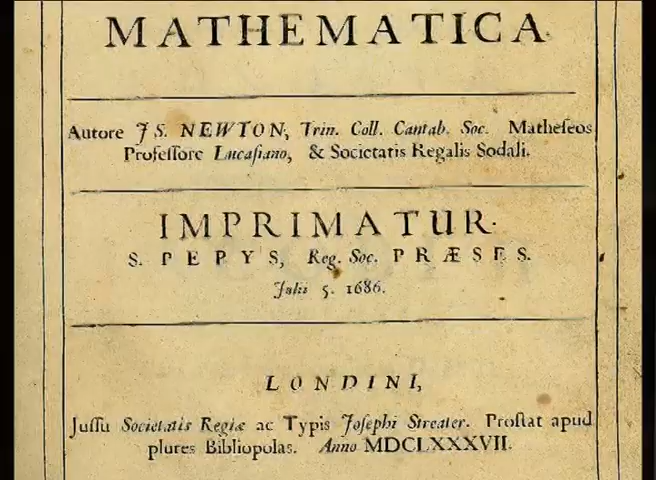 MATHEMATICA.
Autore JS. NEWTON, Trin. Coll. Cantab. Soc. Matheseos
Professore Lucasiano, & Societatis Regalis Sodali.
IMPRIMATUR.
S. PEPYS, Reg. Soc. PRÆSES.
Julii 5. 1686.
LONDINI,
Jussu Societatis Regiæ ac Typis Josephi Streater. Prostat apud
plures Bibliopolas. Anno MDCLXXXVII.